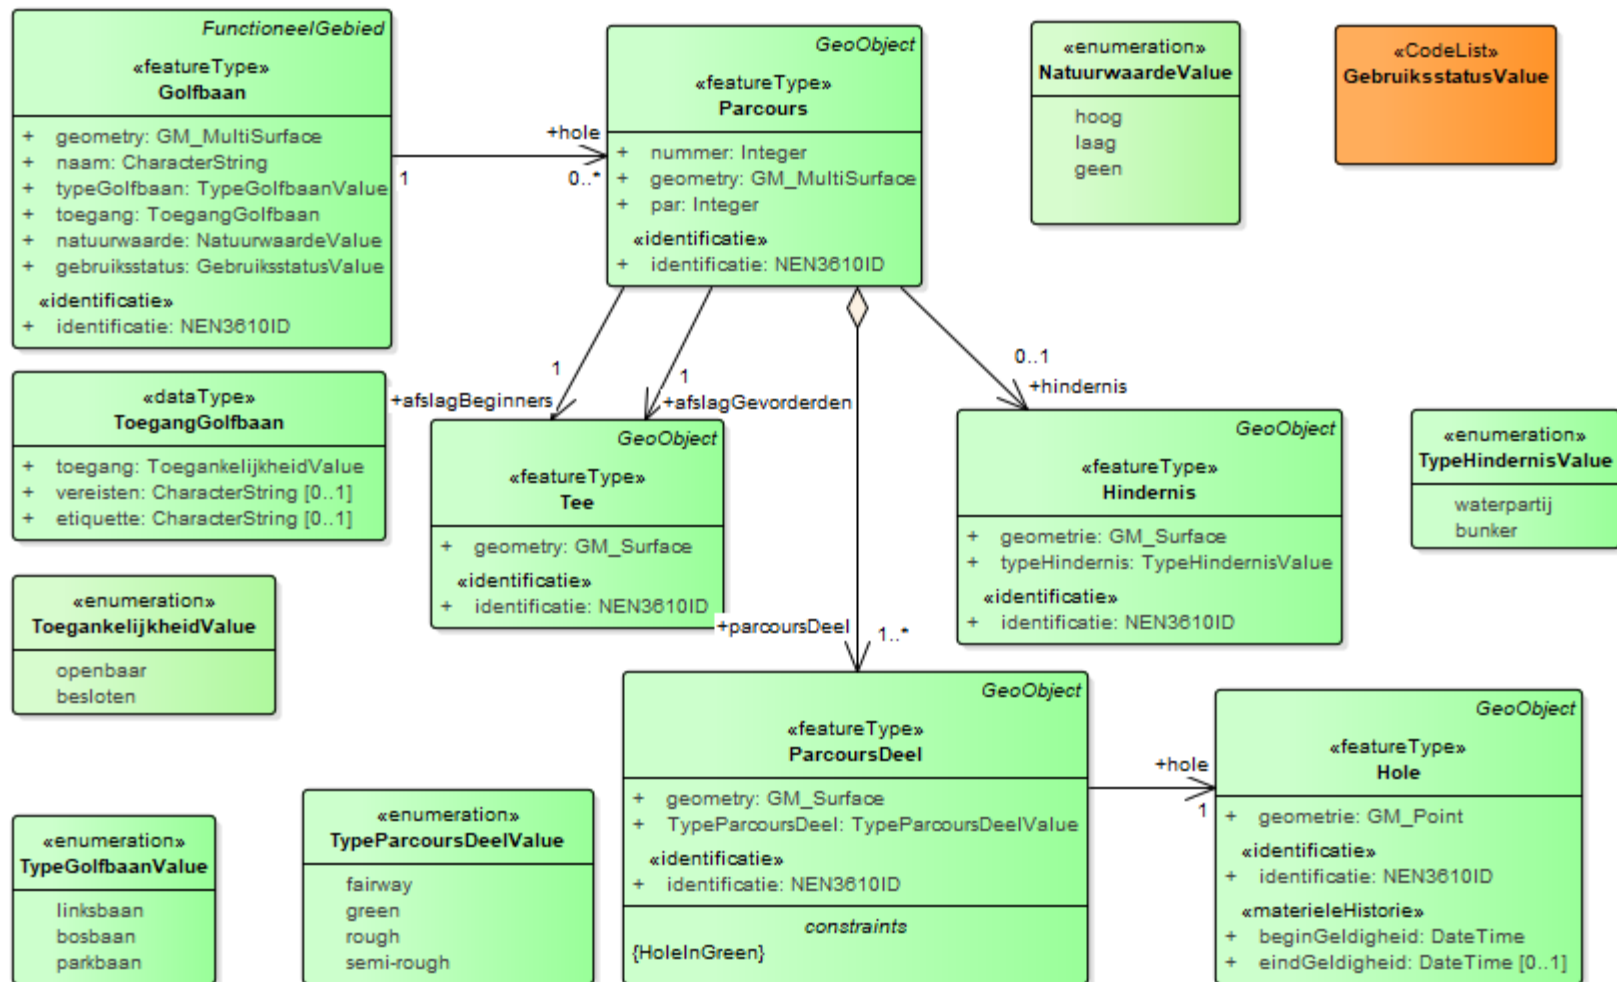 FunctioneelGebied
«featureType»
Golfbaan
+ geometry: GM_MultiSurface
+ naam: CharacterString
+ typeGolfbaan: TypeGolfbaanValue
+ toegang: ToegangGolfbaan
+ natuurwaarde: NatuurwaardeValue
+ gebruiksstatus: GebruiksstatusValue
«identificatie»
+ identificatie: NEN3610ID
1
+hole
0..*
GeoObject
«featureType»
Parcours
+ nummer: Integer
+ geometry: GM_MultiSurface
+ par: Integer
«identificatie»
+ identificatie: NEN3610ID
«enumeration»
NatuurwaardeValue
hoog
laag
geen
«CodeList»
GebruiksstatusValue
«dataType»
ToegangGolfbaan
+ toegang: ToegankelijkheidValue
+ vereisten: CharacterString [0..1]
+ etiquette: CharacterString [0..1]
1
+afslagBeginners
1
+afslagGevorderden
0..1
+hindernis
GeoObject
«featureType»
Tee
+ geometry: GM_Surface
«identificatie»
+ identificatie: NEN3610ID
GeoObject
«featureType»
Hindernis
+ geometrie: GM_Surface
+ typeHindernis: TypeHindernisValue
«identificatie»
+ identificatie: NEN3610ID
«enumeration»
TypeHindernisValue
waterpartij
bunker
«enumeration»
ToegankelijkheidValue
openbaar
besloten
+parcoursDeel
1..*
GeoObject
«featureType»
ParcoursDeel
+ geometry: GM_Surface
+ TypeParcoursDeel: TypeParcoursDeelValue
«identificatie»
+ identificatie: NEN3610ID
constraints
{HoleInGreen}
+hole
1
GeoObject
«featureType»
Hole
+ geometrie: GM_Point
«identificatie»
+ identificatie: NEN3610ID
«materieleHistorie»
+ beginGeldigheid: DateTime
+ eindGeldigheid: DateTime [0..1]
«enumeration»
TypeGolfbaanValue
linksbaan
bosbaan
parkbaan
«enumeration»
TypeParcoursDeelValue
fairway
green
rough
semi-rough